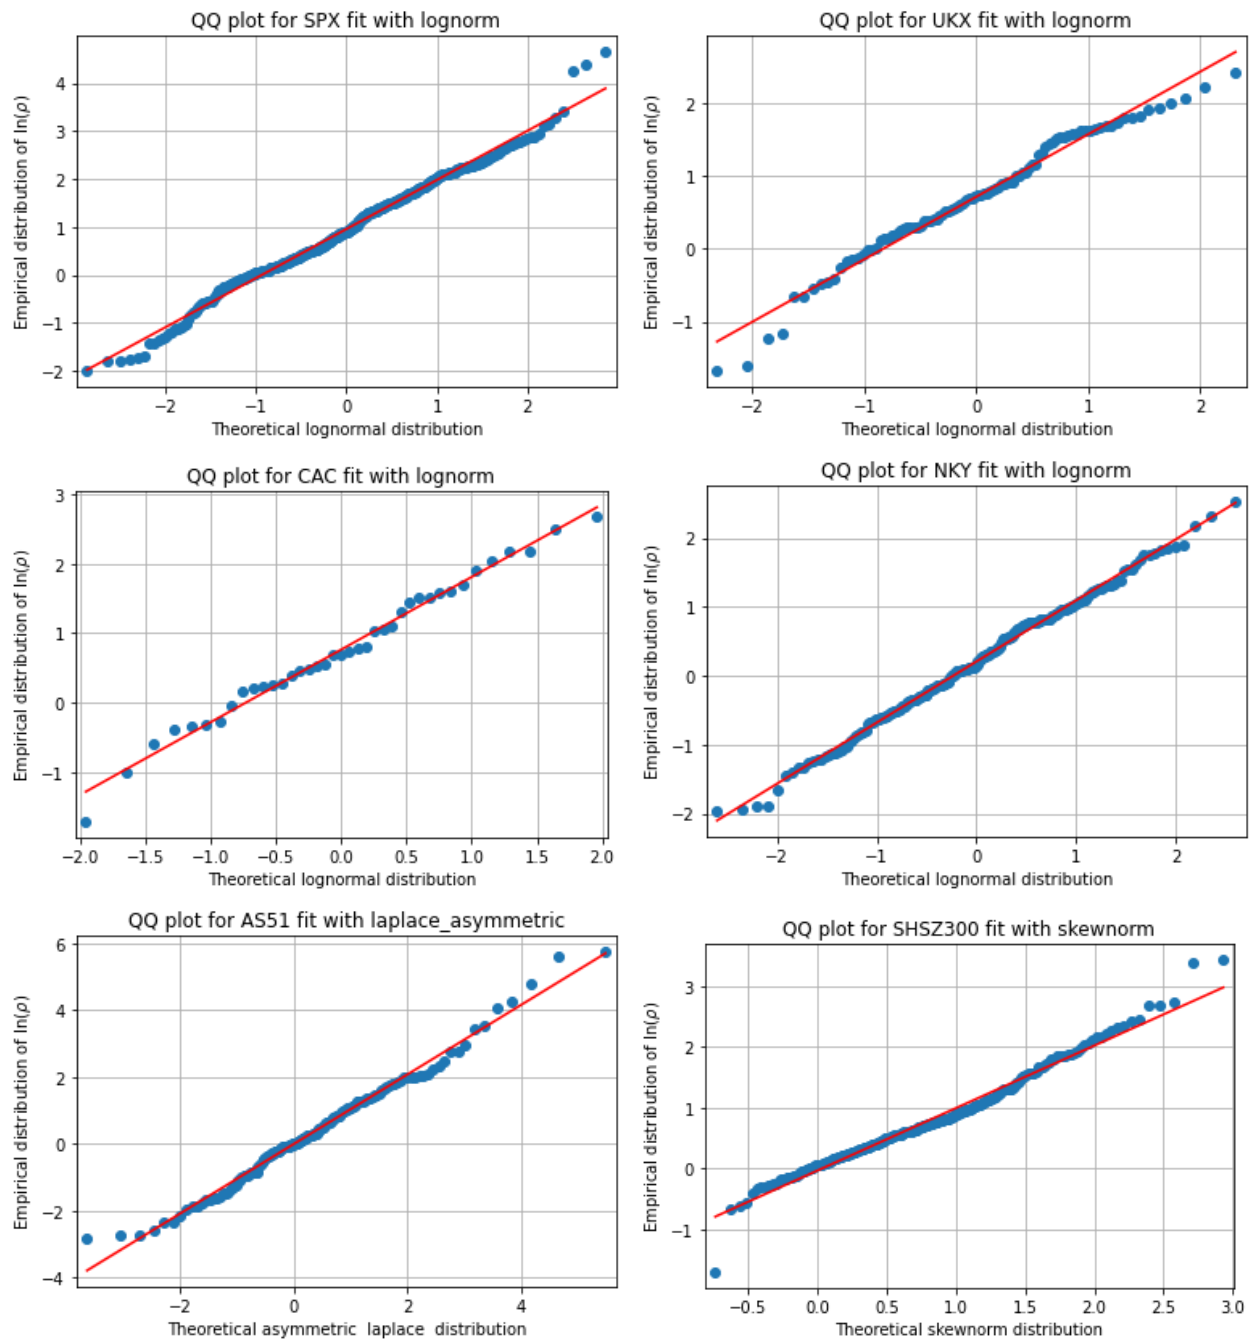 QQ plot for SPX fit with lognorm
Empirical distribution of ln(ρ)
4
3
2
1
0
−1
−2
−2 −1 0 1 2
Theoretical lognormal distribution
QQ plot for UKX fit with lognorm
Empirical distribution of ln(ρ)
2
1
0
−1
−2 −1 0 1 2
Theoretical lognormal distribution
QQ plot for CAC fit with lognorm
Empirical distribution of ln(ρ)
3
2
1
0
−1
−2.0 −1.5 −1.0 −0.5 0.0 0.5 1.0 1.5 2.0
Theoretical lognormal distribution
QQ plot for NKY fit with lognorm
Empirical distribution of ln(ρ)
2
1
0
−1
−2
−2 −1 0 1 2
Theoretical lognormal distribution
QQ plot for AS51 fit with laplace_asymmetric
Empirical distribution of ln(ρ)
6
4
2
0
−2
−4
−2 0 2 4
Theoretical asymmetric laplace distribution
QQ plot for SHSZ300 fit with skewnorm
Empirical distribution of ln(ρ)
3
2
1
0
−1
−0.5 0.0 0.5 1.0 1.5 2.0 2.5 3.0
Theoretical skewnorm distribution